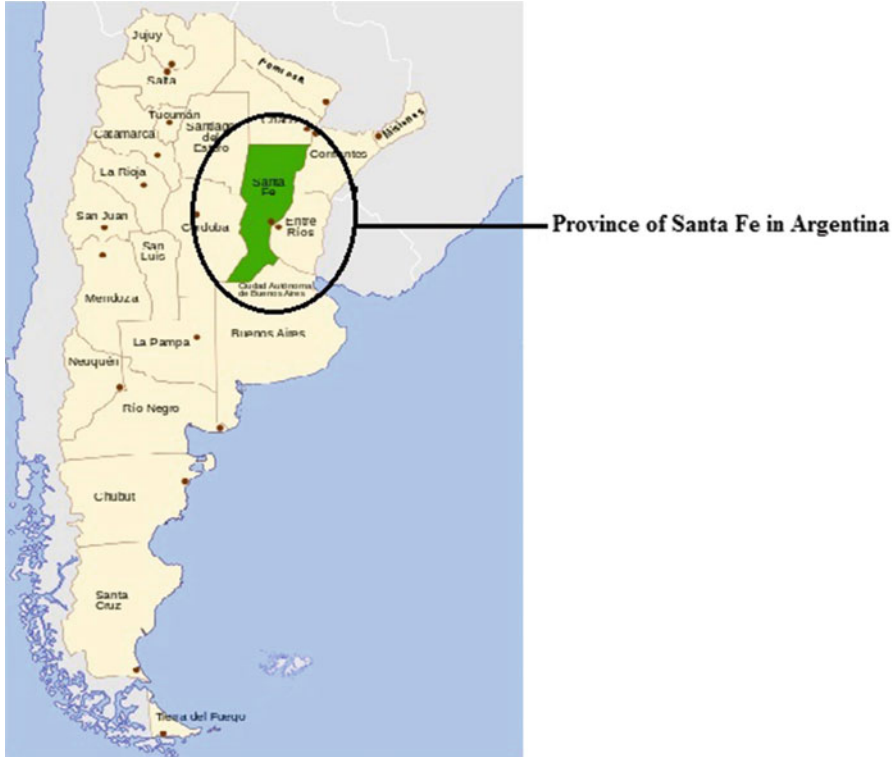 Jujuy
Salta
Formosa
Tucumán
Chaco
Misiones
Catamarca
Santiago
del
Estero
Corrientes
La Rioja
Santa
Fe
San Juan
Córdoba
Entre
Ríos
Province of Santa Fe in Argentina
San
Luis
Ciudad Autónoma
de Buenos Aires
Mendoza
Buenos Aires
La Pampa
Neuquén
Río Negro
Chubut
Santa
Cruz
Tierra del Fuego